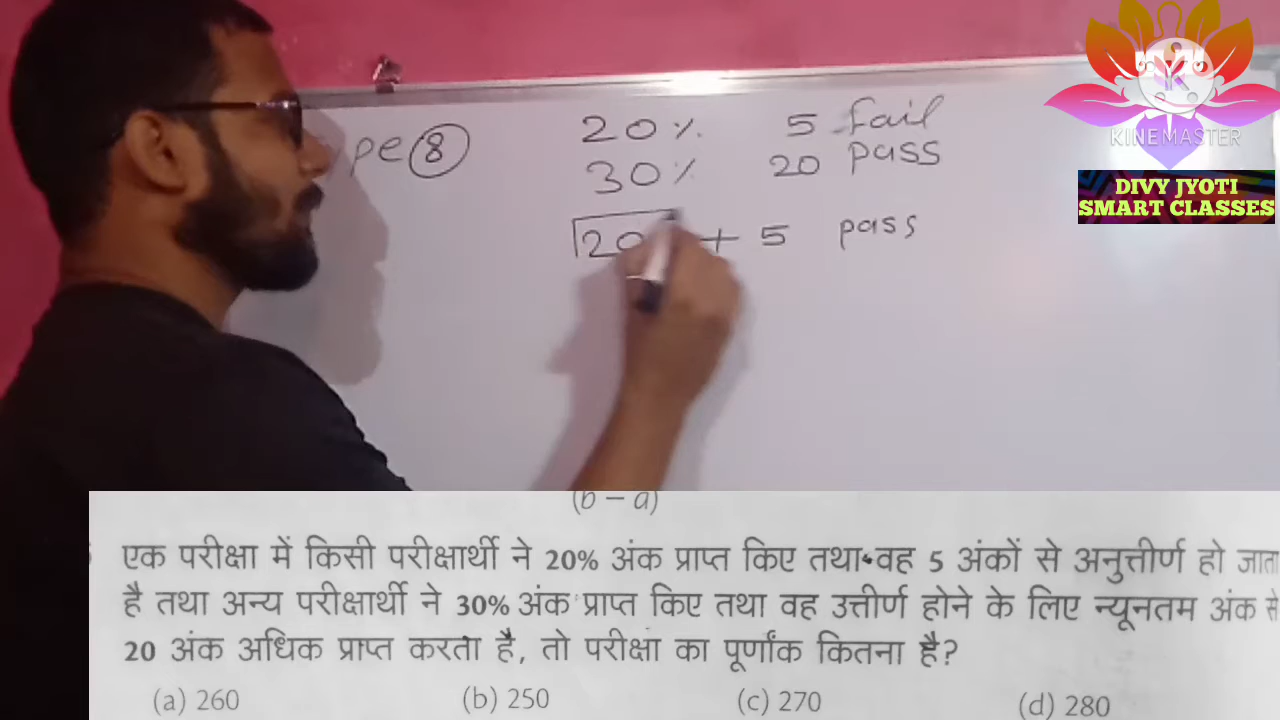 pe 8
20% 5 fail
30% 20 pass
20 + 5 pass
KINEMASTER
DIVY JYOTI
SMART CLASSES
(b – a)
एक परीक्षा में किसी परीक्षार्थी ने 20% अंक प्राप्त किए तथा वह 5 अंकों से अनुत्तीर्ण हो जाता
है तथा अन्य परीक्षार्थी ने 30% अंक प्राप्त किए तथा वह उत्तीर्ण होने के लिए न्यूनतम अंक से
20 अंक अधिक प्राप्त करता है, तो परीक्षा का पूर्णांक कितना है?
(a) 260 (b) 250 (c) 270 (d) 280